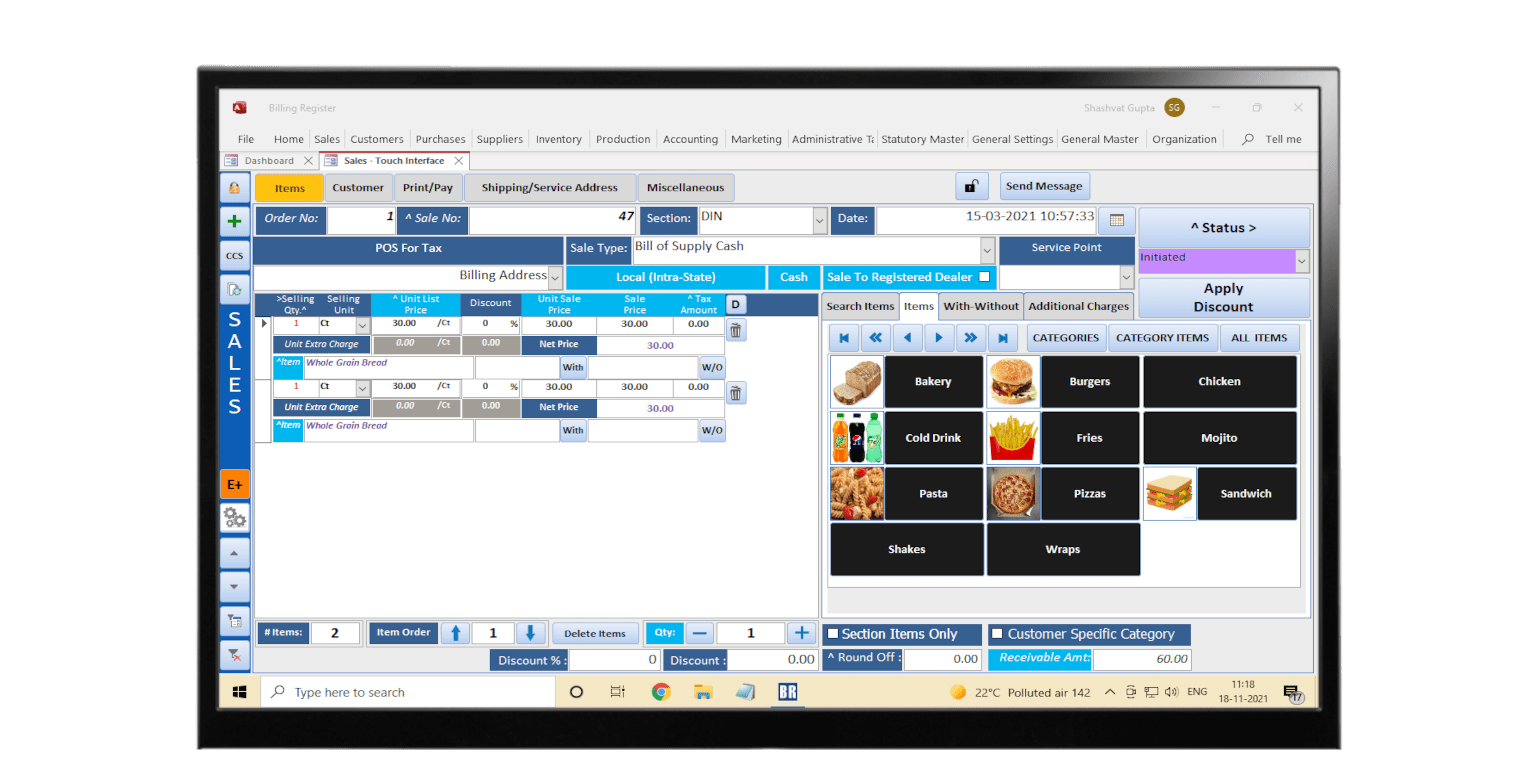 Billing Register
Shashvat Gupta SG
File Home Sales Customers Purchases Suppliers Inventory Production Accounting Marketing Administrative Ta Statutory Master General Settings General Master Organization Tell me
Dashboard Sales - Touch Interface
Items Customer Print/Pay Shipping/Service Address Miscellaneous Send Message
Order No: 1 ^ Sale No: 47 Section: DIN Date: 15-03-2021 10:57:33
^ Status >
POS For Tax Sale Type: Bill of Supply Cash Service Point
Initiated
Billing Address Local (Intra-State) Cash Sale To Registered Dealer
Apply
Discount
CCS
SALES
E+
>Selling Qty.^ Selling Unit ^ Unit List Price Discount Unit Sale Price Sale Price ^ Tax Amount D
1 Ct 30.00 /Ct 0 % 30.00 30.00 0.00
Unit Extra Charge 0.00 /Ct 0.00 Net Price 30.00
^Item Whole Grain Bread With W/O
1 Ct 30.00 /Ct 0 % 30.00 30.00 0.00
Unit Extra Charge 0.00 /Ct 0.00 Net Price 30.00
^Item Whole Grain Bread With W/O
Search Items Items With-Without Additional Charges
CATEGORIES CATEGORY ITEMS ALL ITEMS
Bakery Burgers Chicken
Cold Drink Fries Mojito
Pasta Pizzas Sandwich
Shakes Wraps
# Items: 2 Item Order 1 Delete Items Qty: 1
Section Items Only Customer Specific Category
Discount % : 0 Discount : 0.00 ^ Round Off : 0.00 Receivable Amt: 60.00
Type here to search
BR
22°C Polluted air 142 ENG
11:18
18-11-2021
17